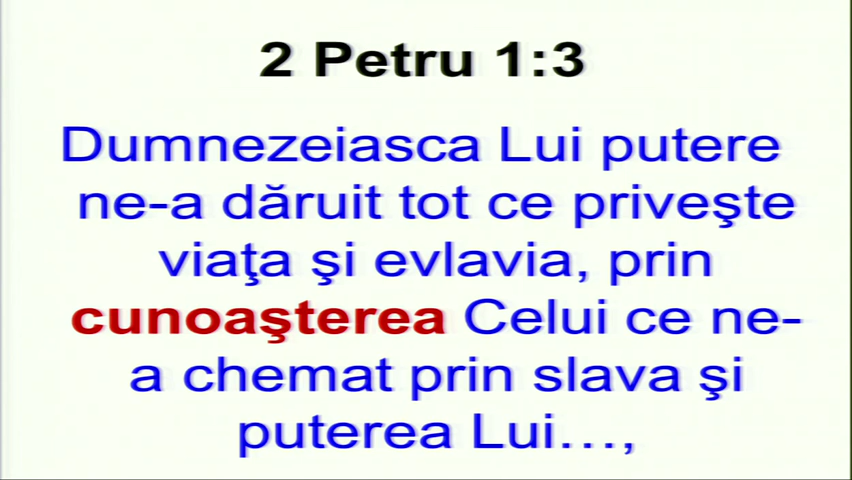 2 Petru 1:3
Dumnezeiasca Lui putere
ne-a dăruit tot ce priveşte
viaţa şi evlavia, prin
cunoaşterea Celui ce ne-
a chemat prin slava şi
puterea Lui…,